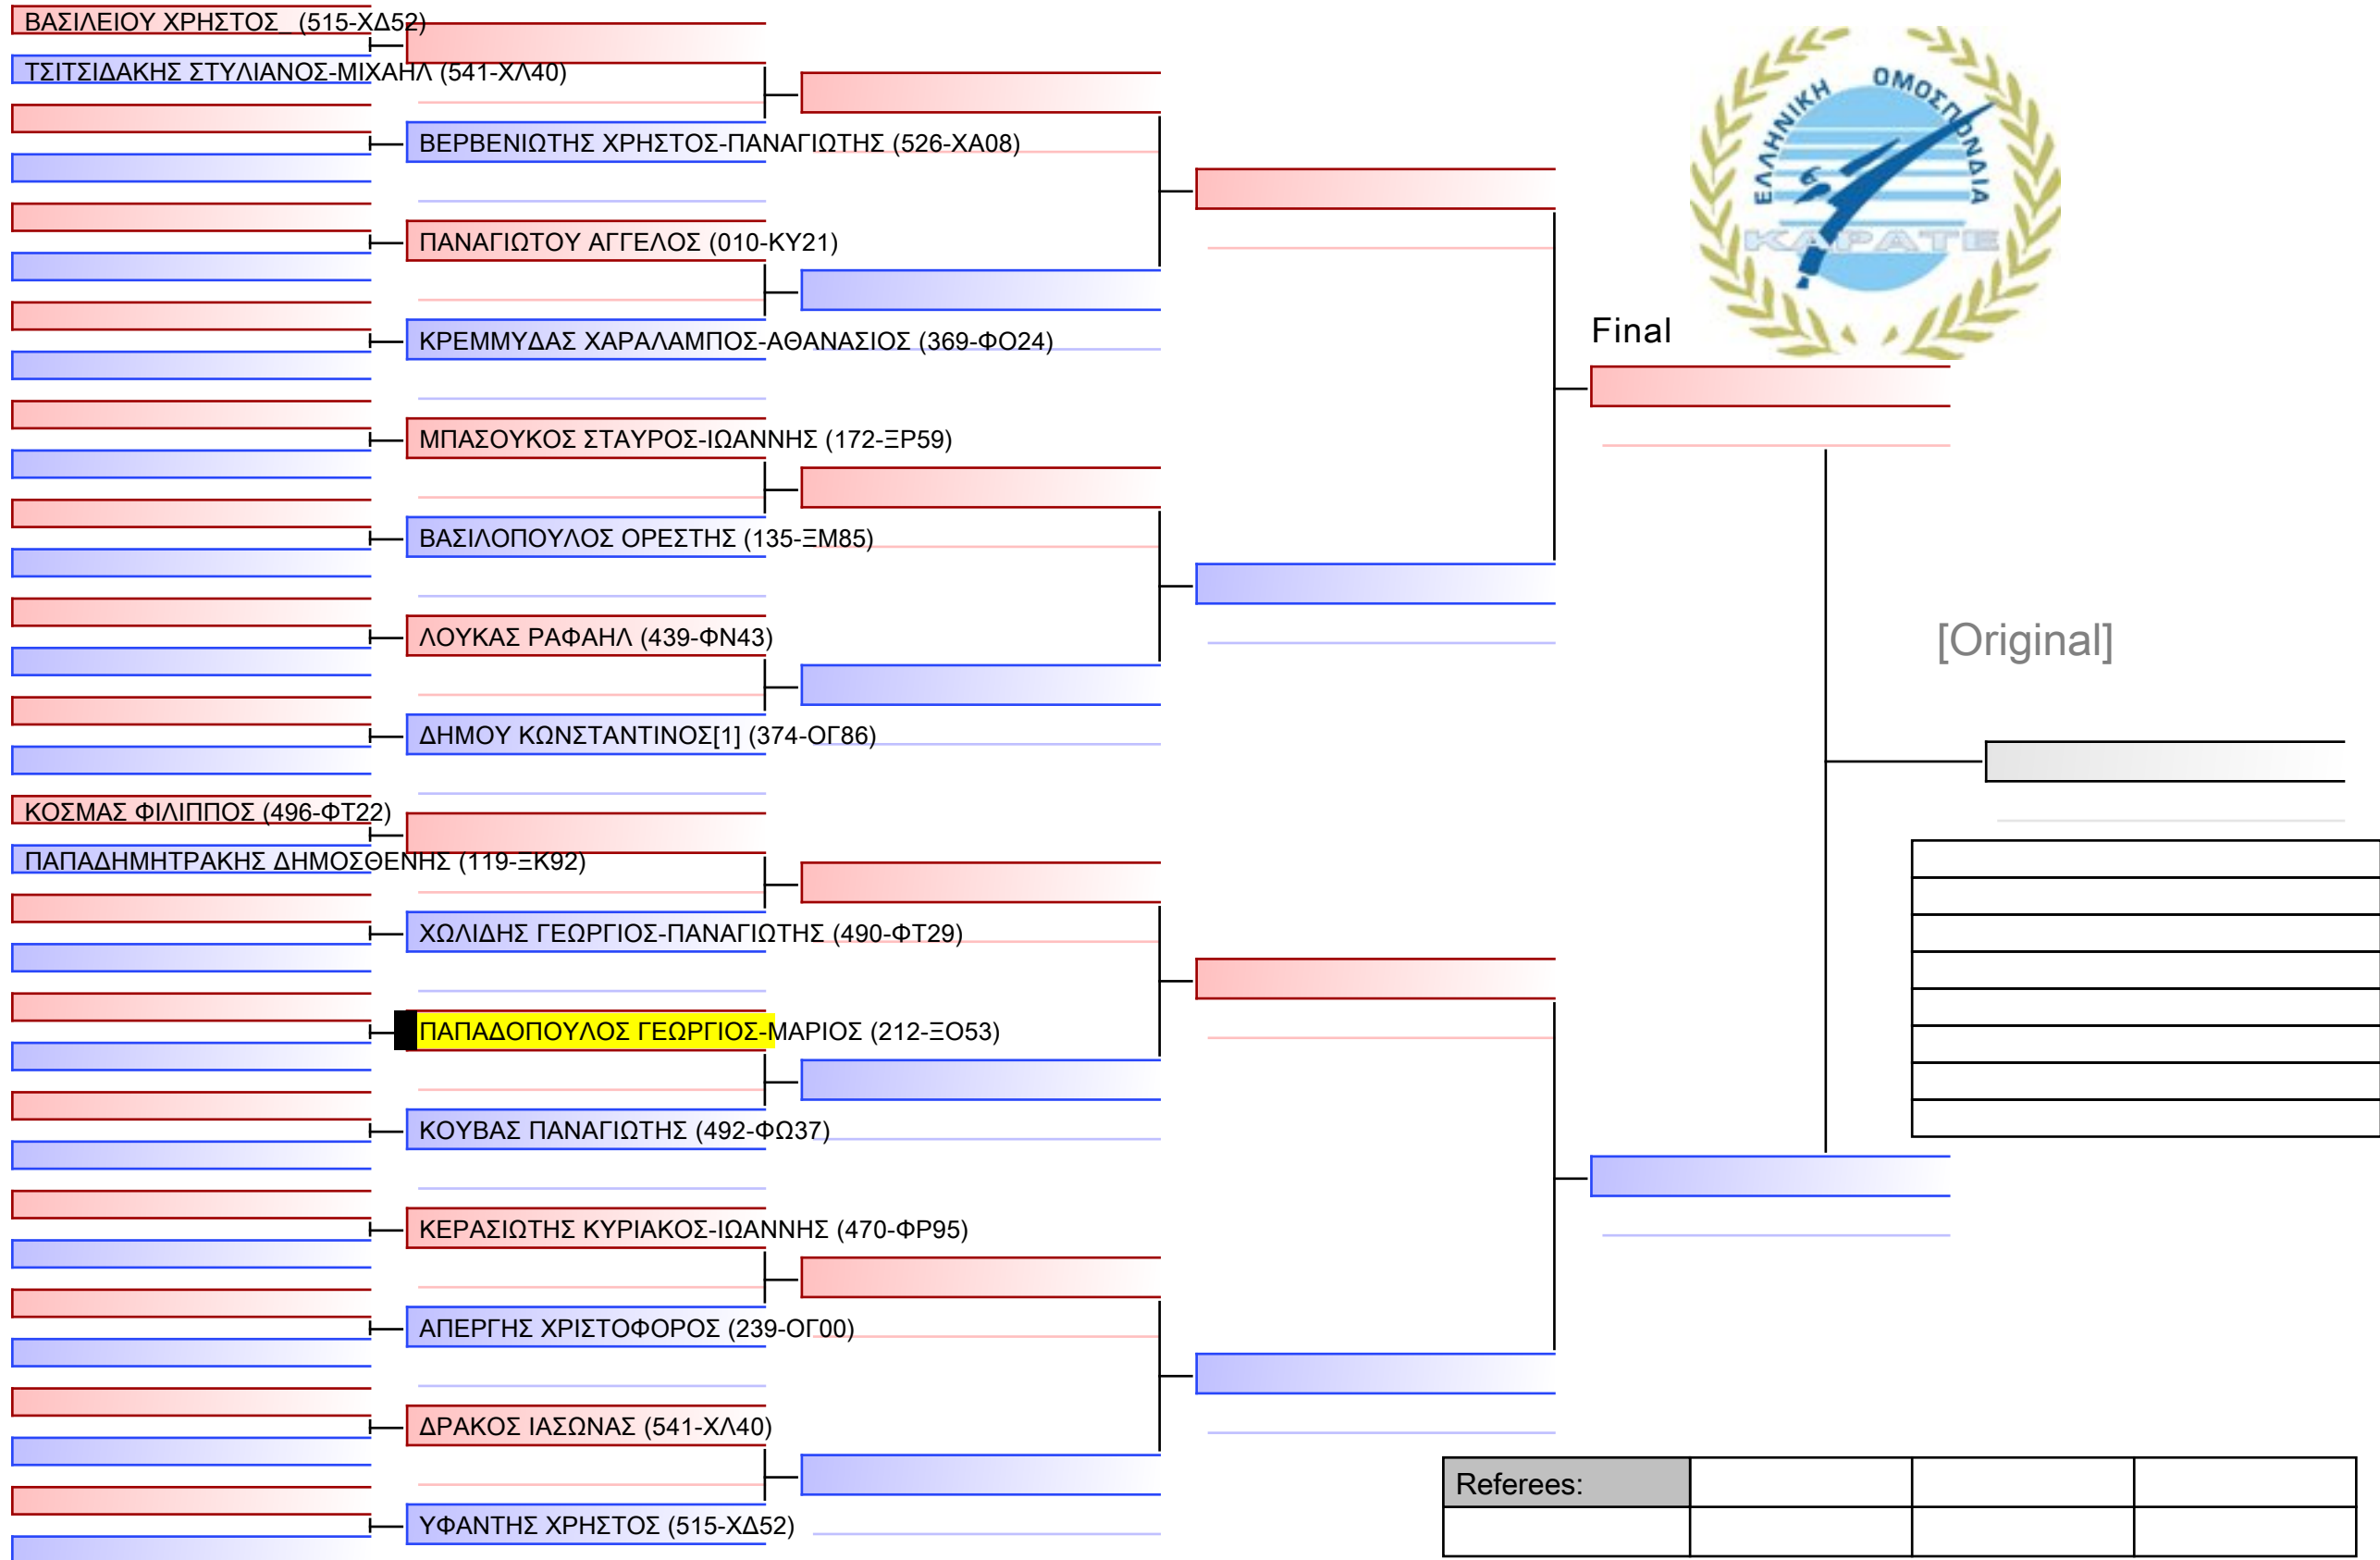 ΒΑΣΙΛΕΙΟΥ ΧΡΗΣΤΟΣ_ (515-ΧΔ52)
ΤΣΙΤΣΙΔΑΚΗΣ ΣΤΥΛΙΑΝΟΣ-ΜΙΧΑΗΛ (541-ΧΛ40)
ΒΕΡΒΕΝΙΩΤΗΣ ΧΡΗΣΤΟΣ-ΠΑΝΑΓΙΩΤΗΣ (526-ΧΑ08)
ΠΑΝΑΓΙΩΤΟΥ ΑΓΓΕΛΟΣ (010-ΚΥ21)
ΚΡΕΜΜΥΔΑΣ ΧΑΡΑΛΑΜΠΟΣ-ΑΘΑΝΑΣΙΟΣ (369-ΦΟ24)
ΜΠΑΣΟΥΚΟΣ ΣΤΑΥΡΟΣ-ΙΩΑΝΝΗΣ (172-ΞΡ59)
ΒΑΣΙΛΟΠΟΥΛΟΣ ΟΡΕΣΤΗΣ (135-ΞΜ85)
ΛΟΥΚΑΣ ΡΑΦΑΗΛ (439-ΦΝ43)
ΔΗΜΟΥ ΚΩΝΣΤΑΝΤΙΝΟΣ[1] (374-ΟΓ86)
ΚΟΣΜΑΣ ΦΙΛΙΠΠΟΣ (496-ΦΤ22)
ΠΑΠΑΔΗΜΗΤΡΑΚΗΣ ΔΗΜΟΣΘΕΝΗΣ (119-ΞΚ92)
ΧΩΛΙΔΗΣ ΓΕΩΡΓΙΟΣ-ΠΑΝΑΓΙΩΤΗΣ (490-ΦΤ29)
ΠΑΠΑΔΟΠΟΥΛΟΣ ΓΕΩΡΓΙΟΣ-ΜΑΡΙΟΣ (212-ΞΟ53)
ΚΟΥΒΑΣ ΠΑΝΑΓΙΩΤΗΣ (492-ΦΩ37)
ΚΕΡΑΣΙΩΤΗΣ ΚΥΡΙΑΚΟΣ-ΙΩΑΝΝΗΣ (470-ΦΡ95)
ΑΠΕΡΓΗΣ ΧΡΙΣΤΟΦΟΡΟΣ (239-ΟΓ00)
ΔΡΑΚΟΣ ΙΑΣΩΝΑΣ (541-ΧΛ40)
ΥΦΑΝΤΗΣ ΧΡΗΣΤΟΣ (515-ΧΔ52)
ΕΛΛΗΝΙΚΗ ΟΜΟΣΠΟΝΔΙΑ
ΚΑΡΑΤΕ
Final
[Original]
Referees: